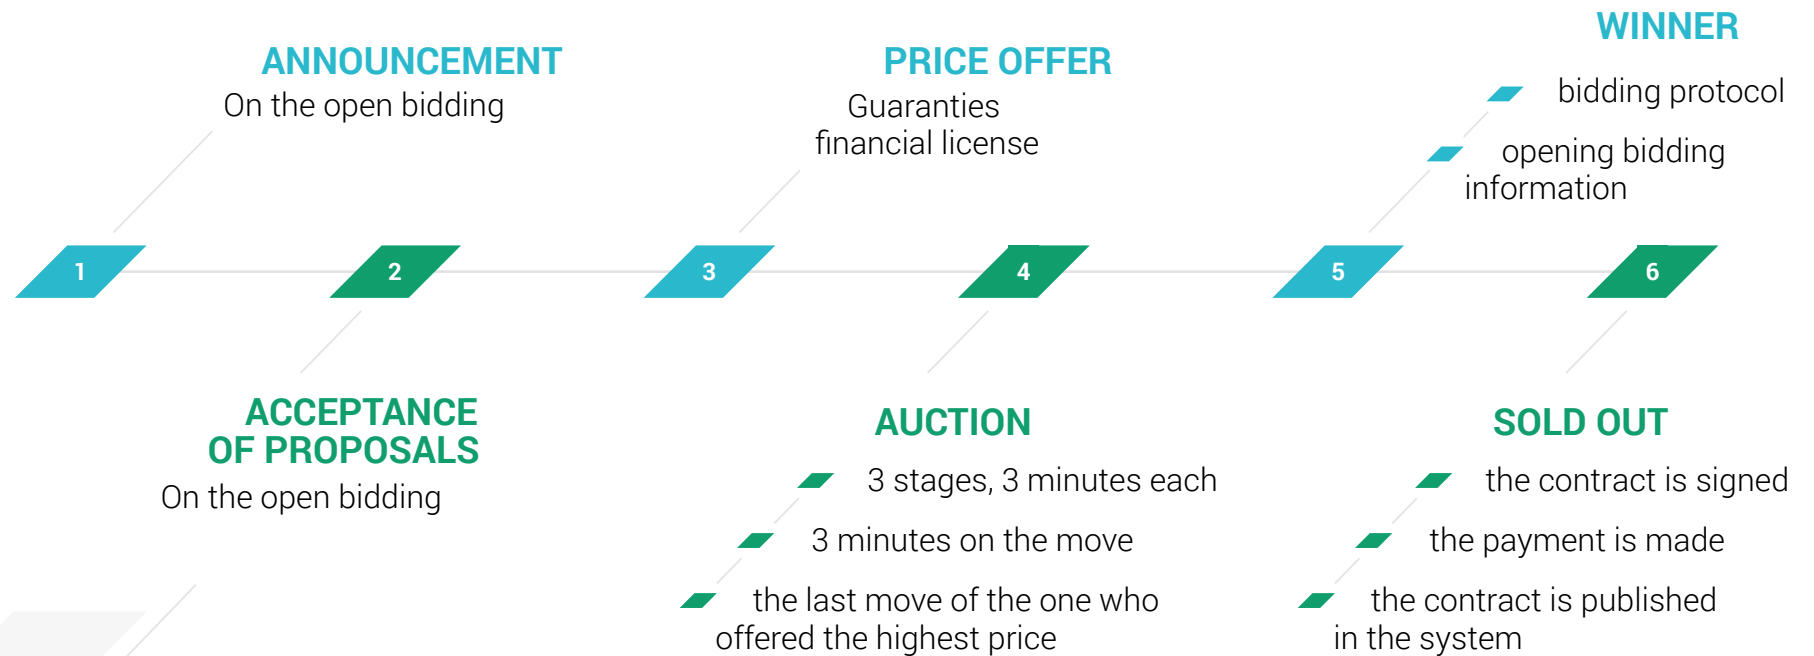 ANNOUNCEMENT
On the open bidding
PRICE OFFER
Guaranties
financial license
WINNER
bidding protocol
opening bidding
information
1
2
3
4
5
6
ACCEPTANCE
OF PROPOSALS
On the open bidding
AUCTION
3 stages, 3 minutes each
3 minutes on the move
the last move of the one who
offered the highest price
SOLD OUT
the contract is signed
the payment is made
the contract is published
in the system